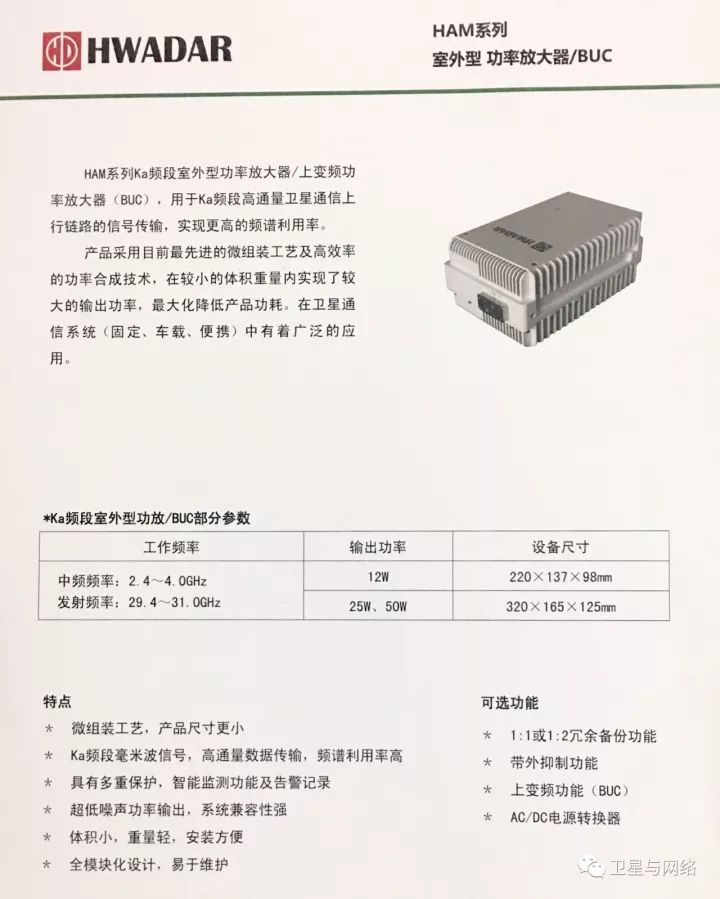 HWADAR
HAM系列
室外型 功率放大器/BUC
HAM系列Ka频段室外型功率放大器/上变频功
率放大器（BUC），用于Ka频段高通量卫星通信上
行链路的信号传输，实现更高的频谱利用率。
产品采用目前最先进的微组装工艺及高效率
的功率合成技术，在较小的体积重量内实现了较
大的输出功率，最大化降低产品功耗。在卫星通
信系统（固定、车载、便携）中有着广泛的应
用。
HWADAR
*Ka频段室外型功放/BUC部分参数
工作频率 输出功率 设备尺寸
中频频率：2.4～4.0GHz
发射频率：29.4～31.0GHz
12W 220×137×98mm
25W、50W 320×165×125mm
特点
* 微组装工艺，产品尺寸更小
* Ka频段毫米波信号，高通量数据传输，频谱利用率高
* 具有多重保护，智能监测功能及告警记录
* 超低噪声功率输出，系统兼容性强
* 体积小，重量轻，安装方便
* 全模块化设计，易于维护
可选功能
* 1:1或1:2冗余备份功能
* 带外抑制功能
* 上变频功能（BUC）
* AC/DC电源转换器
卫星与网络